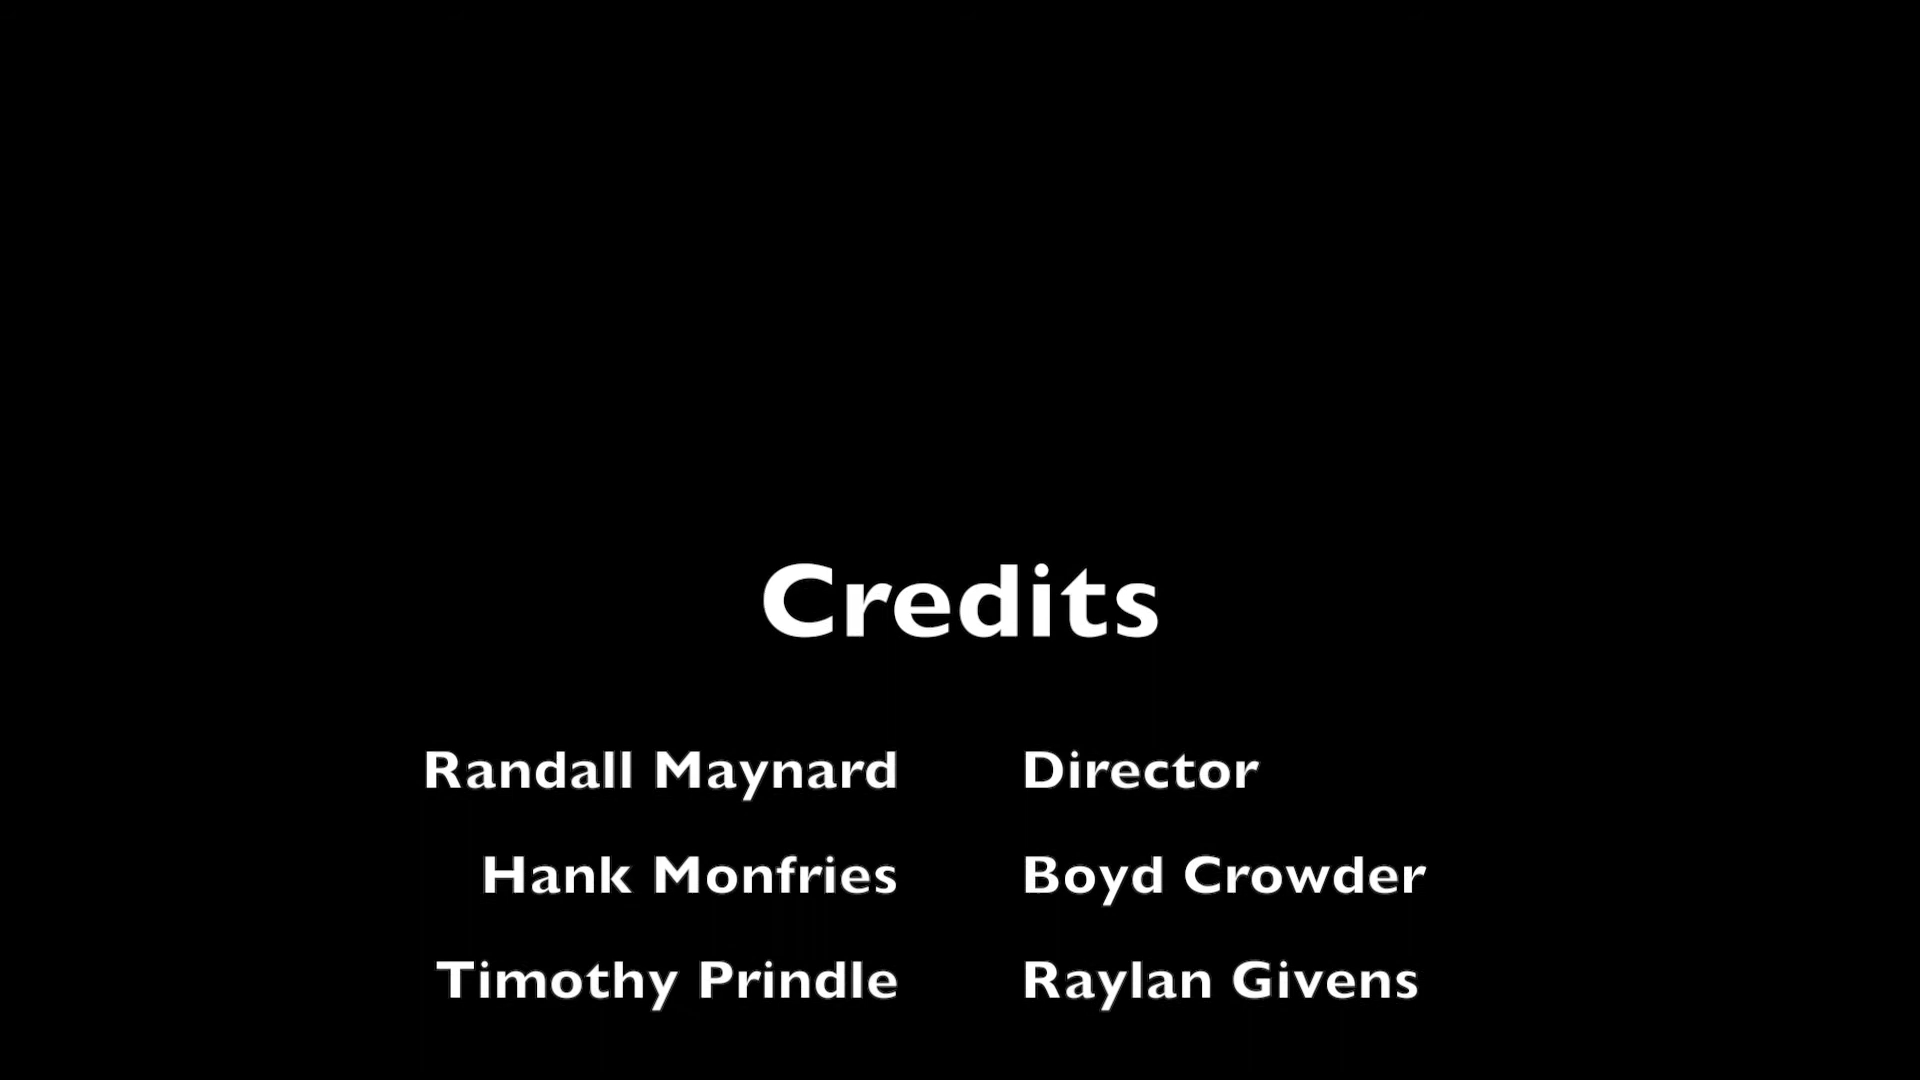 Credits
Randall Maynard Director
Hank Monfries Boyd Crowder
Timothy Prindle Raylan Givens